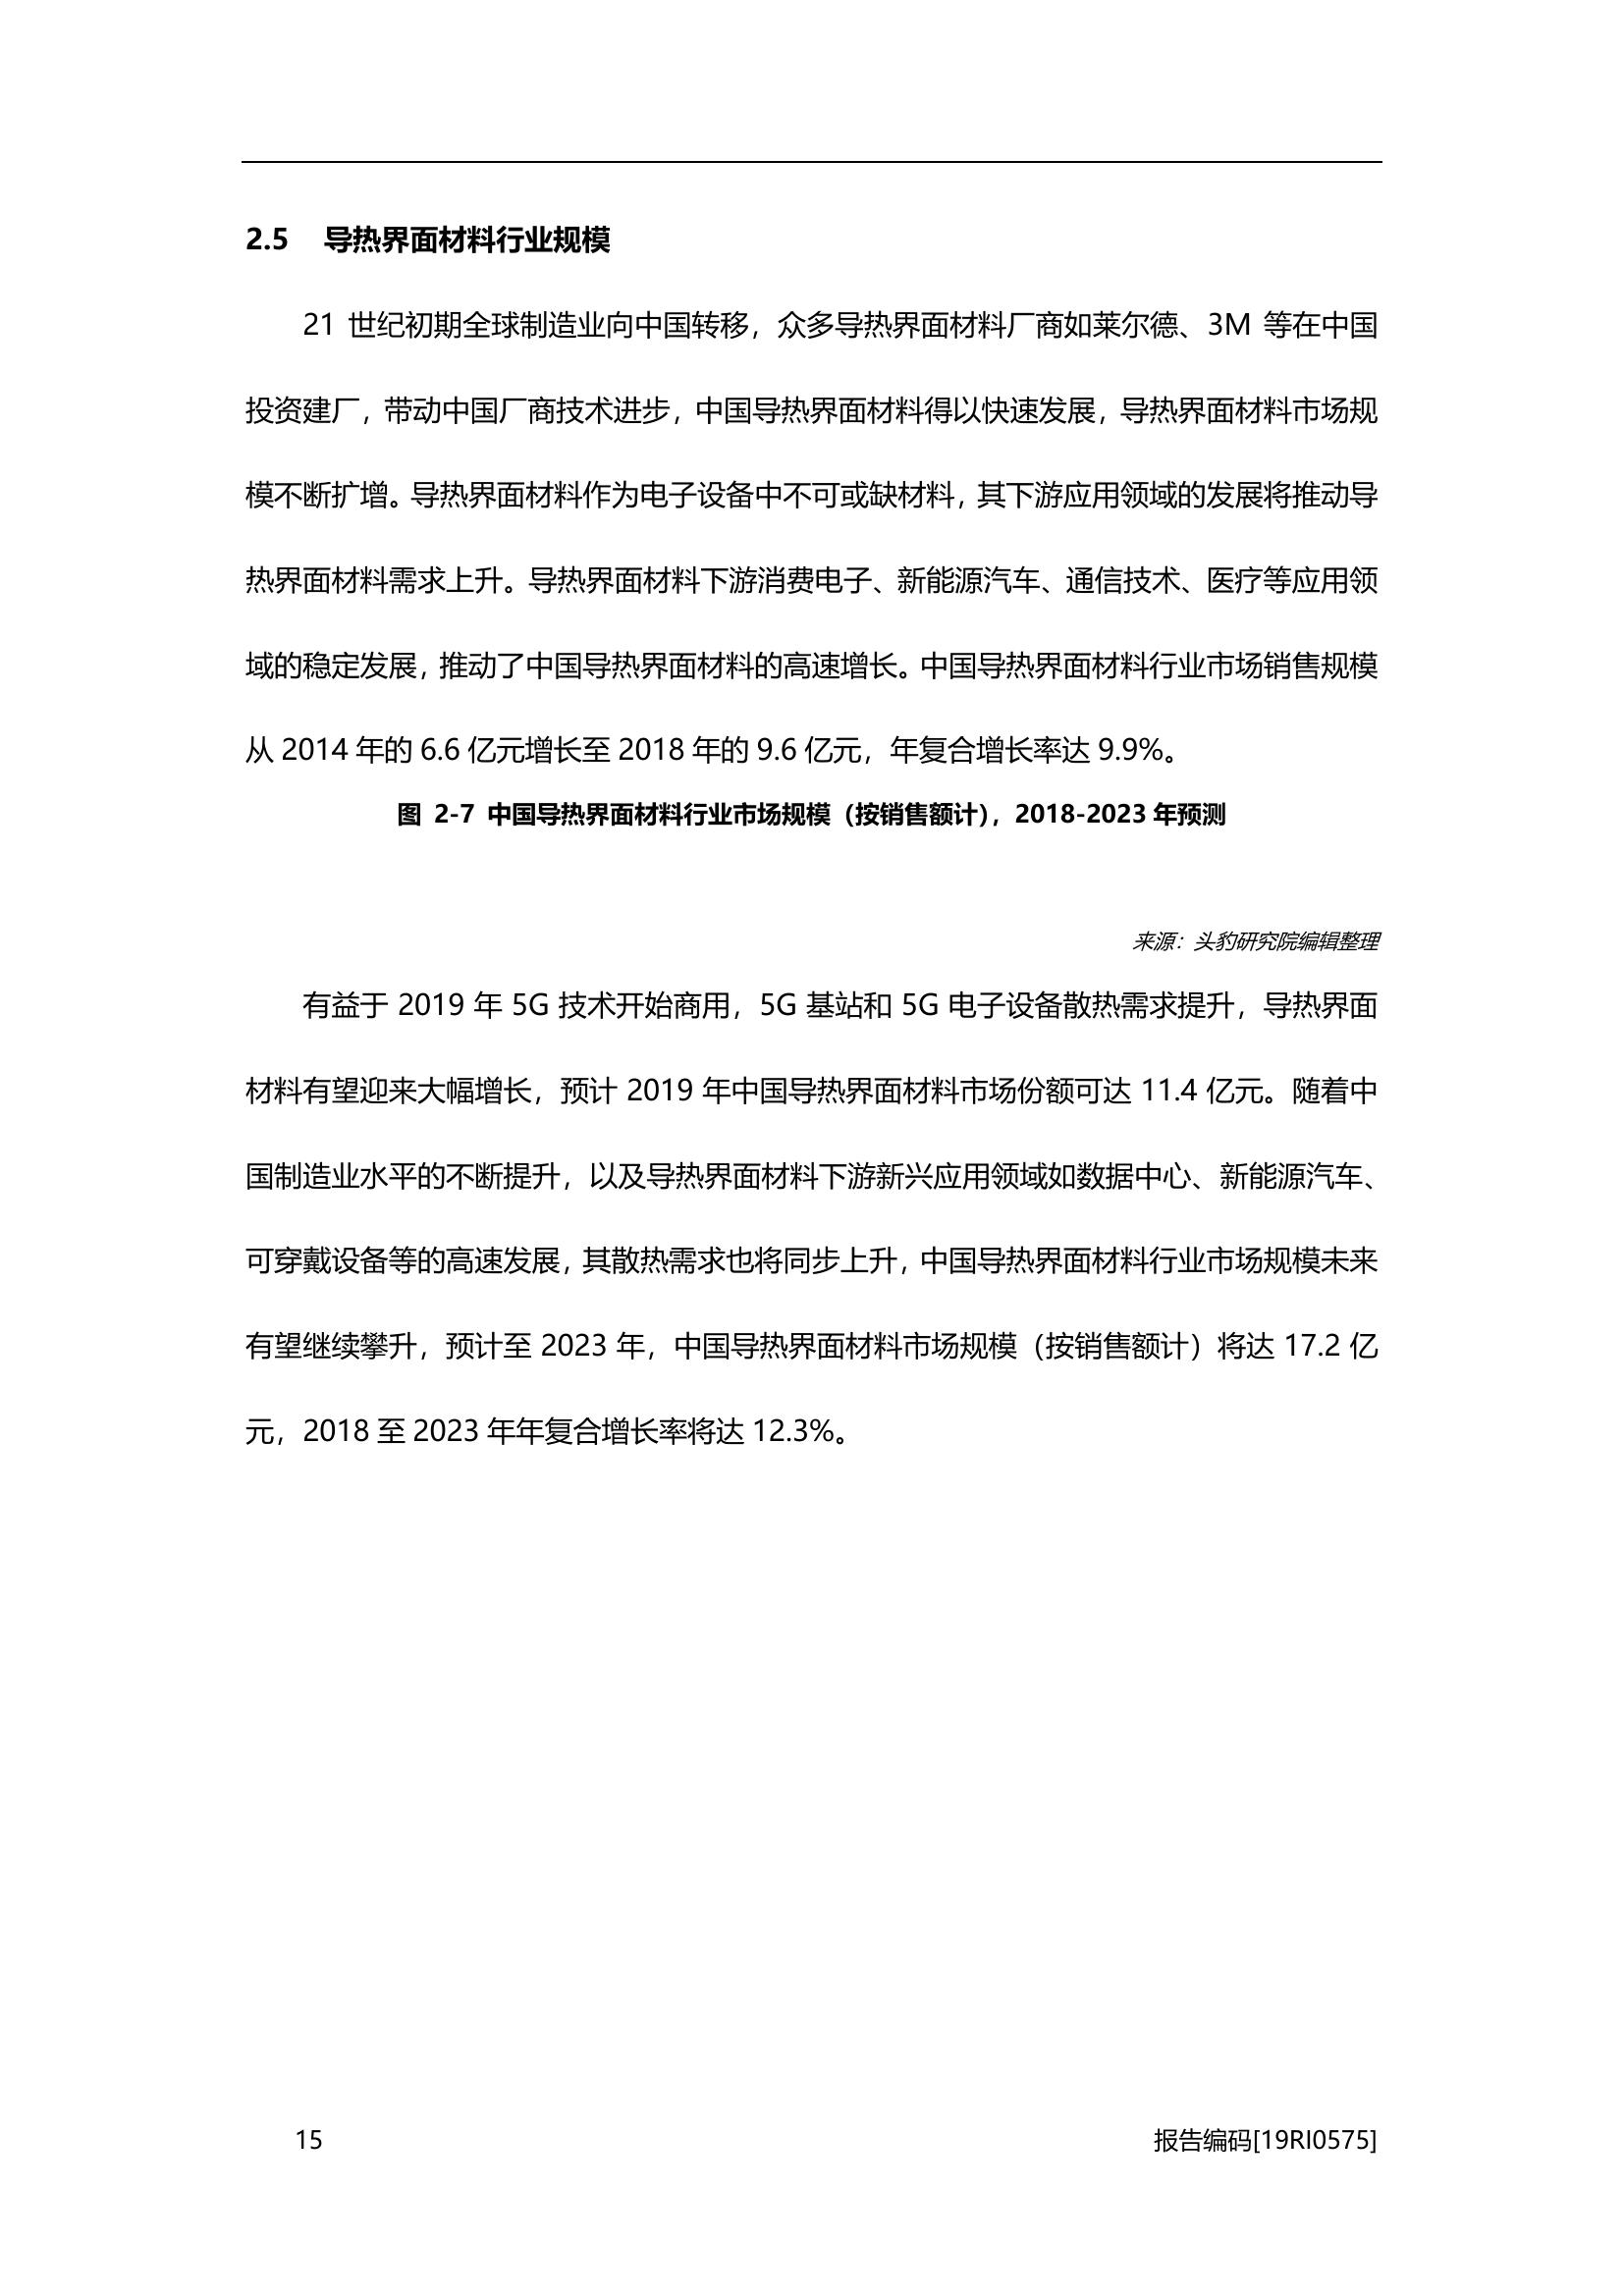 2.5 导热界面材料行业规模
21 世纪初期全球制造业向中国转移，众多导热界面材料厂商如莱尔德、3M 等在中国
投资建厂，带动中国厂商技术进步，中国导热界面材料得以快速发展，导热界面材料市场规
模不断扩增。导热界面材料作为电子设备中不可或缺材料，其下游应用领域的发展将推动导
热界面材料需求上升。导热界面材料下游消费电子、新能源汽车、通信技术、医疗等应用领
域的稳定发展，推动了中国导热界面材料的高速增长。中国导热界面材料行业市场销售规模
从 2014 年的 6.6 亿元增长至 2018 年的 9.6 亿元，年复合增长率达 9.9%。
图 2-7 中国导热界面材料行业市场规模（按销售额计），2018-2023 年预测
来源：头豹研究院编辑整理
有益于 2019 年 5G 技术开始商用，5G 基站和 5G 电子设备散热需求提升，导热界面
材料有望迎来大幅增长，预计 2019 年中国导热界面材料市场份额可达 11.4 亿元。随着中
国制造业水平的不断提升，以及导热界面材料下游新兴应用领域如数据中心、新能源汽车、
可穿戴设备等的高速发展，其散热需求也将同步上升，中国导热界面材料行业市场规模未来
有望继续攀升，预计至 2023 年，中国导热界面材料市场规模（按销售额计）将达 17.2 亿
元，2018 至 2023 年年复合增长率将达 12.3%。
15 报告编码[19RI0575]